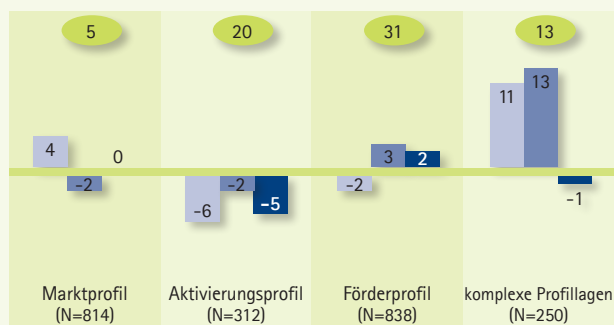 5 20 31 13
4 -2 0
-6 -2 -5
-2 3 2
11 13 -1
Marktprofil
(N=814)
Aktivierungsprofil
(N=312)
Förderprofil
(N=838)
komplexe Profillagen
(N=250)